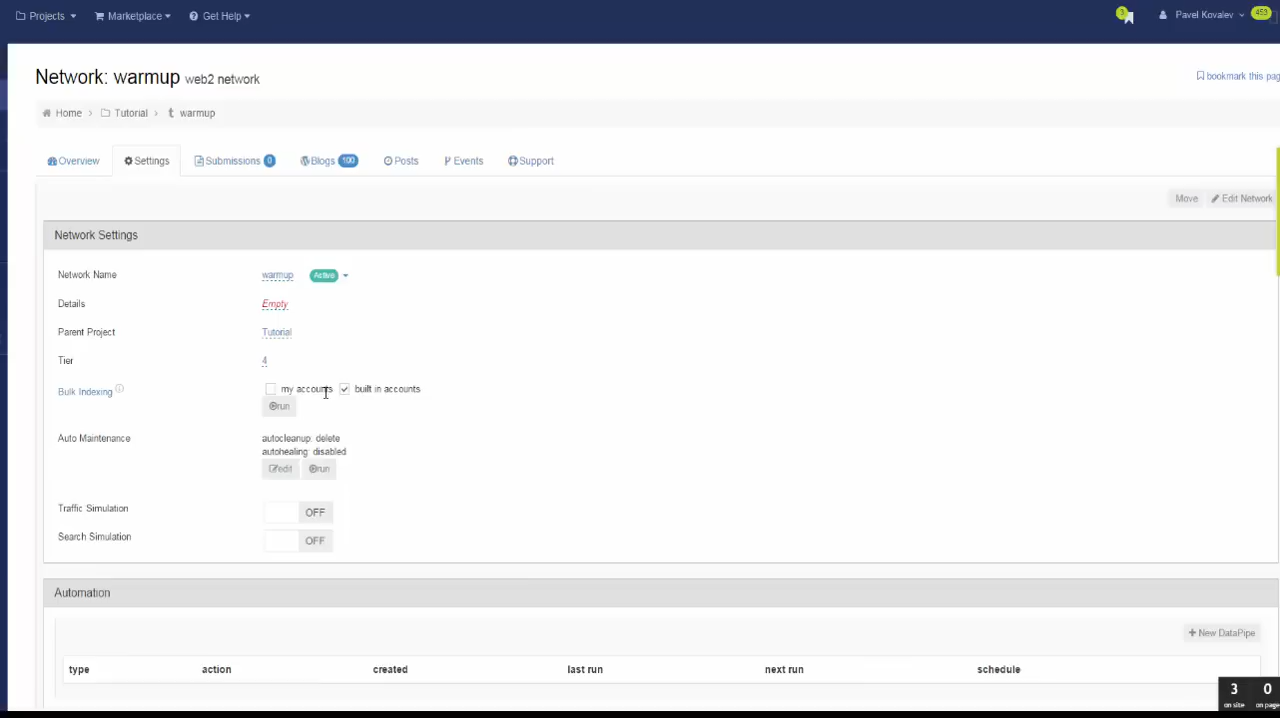 Projects Marketplace Get Help 3 Pavel Kovalev 453
Network: warmup web2 network
bookmark this pag
Home Tutorial warmup
Overview Settings Submissions 0 Blogs 100 Posts Events Support
Move Edit Network
Network Settings
Network Name warmup Active
Details Empty
Parent Project Tutorial
Tier 4
Bulk Indexing my accounts built in accounts
run
Auto Maintenance autocleanup: delete
autohealing: disabled
edit run
Traffic Simulation OFF
Search Simulation OFF
Automation
New DataPipe
type action created last run next run schedule
3 0
on site on page